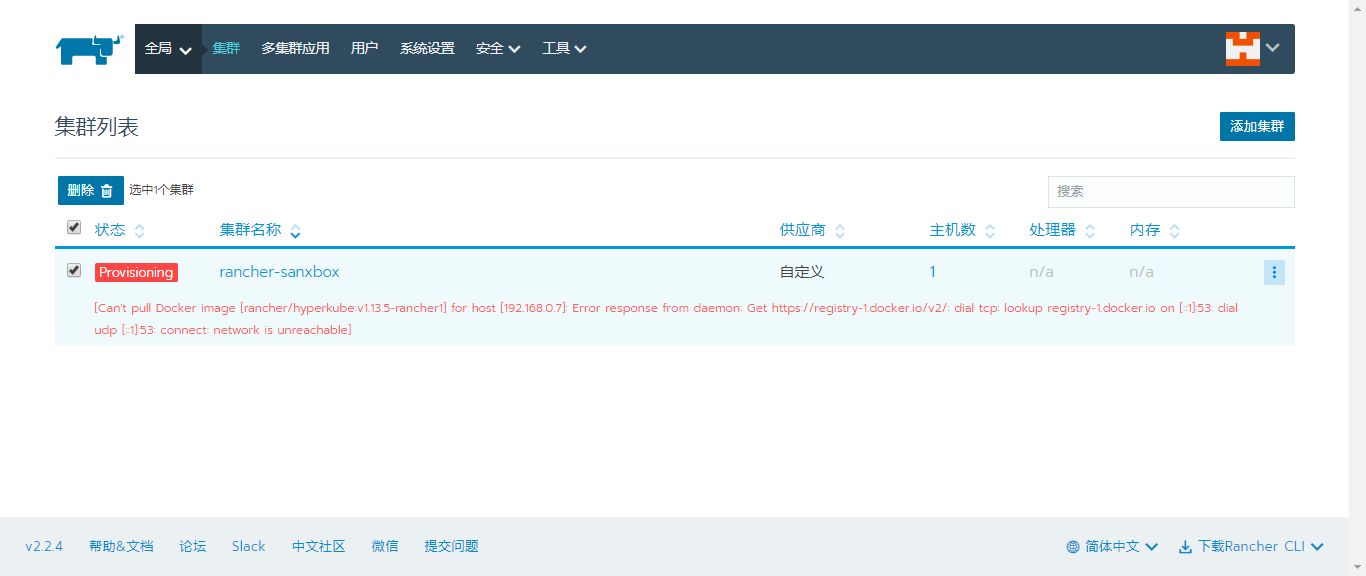 全局 集群 多集群应用 用户 系统设置 安全 工具
集群列表 添加集群
删除 选中1个集群 搜索
状态 集群名称 供应商 主机数 处理器 内存
Provisioning rancher-sanxbox 自定义 1 n/a n/a
[Can't pull Docker image [rancher/hyperkube:v1.13.5-rancher1] for host [192.168.0.7]: Error response from daemon: Get https://registry-1.docker.io/v2/: dial tcp: lookup registry-1.docker.io on [::1]:53: dial
udp [::1]:53: connect: network is unreachable]
v2.2.4 帮助&文档 论坛 Slack 中文社区 微信 提交问题 简体中文 下载Rancher CLI